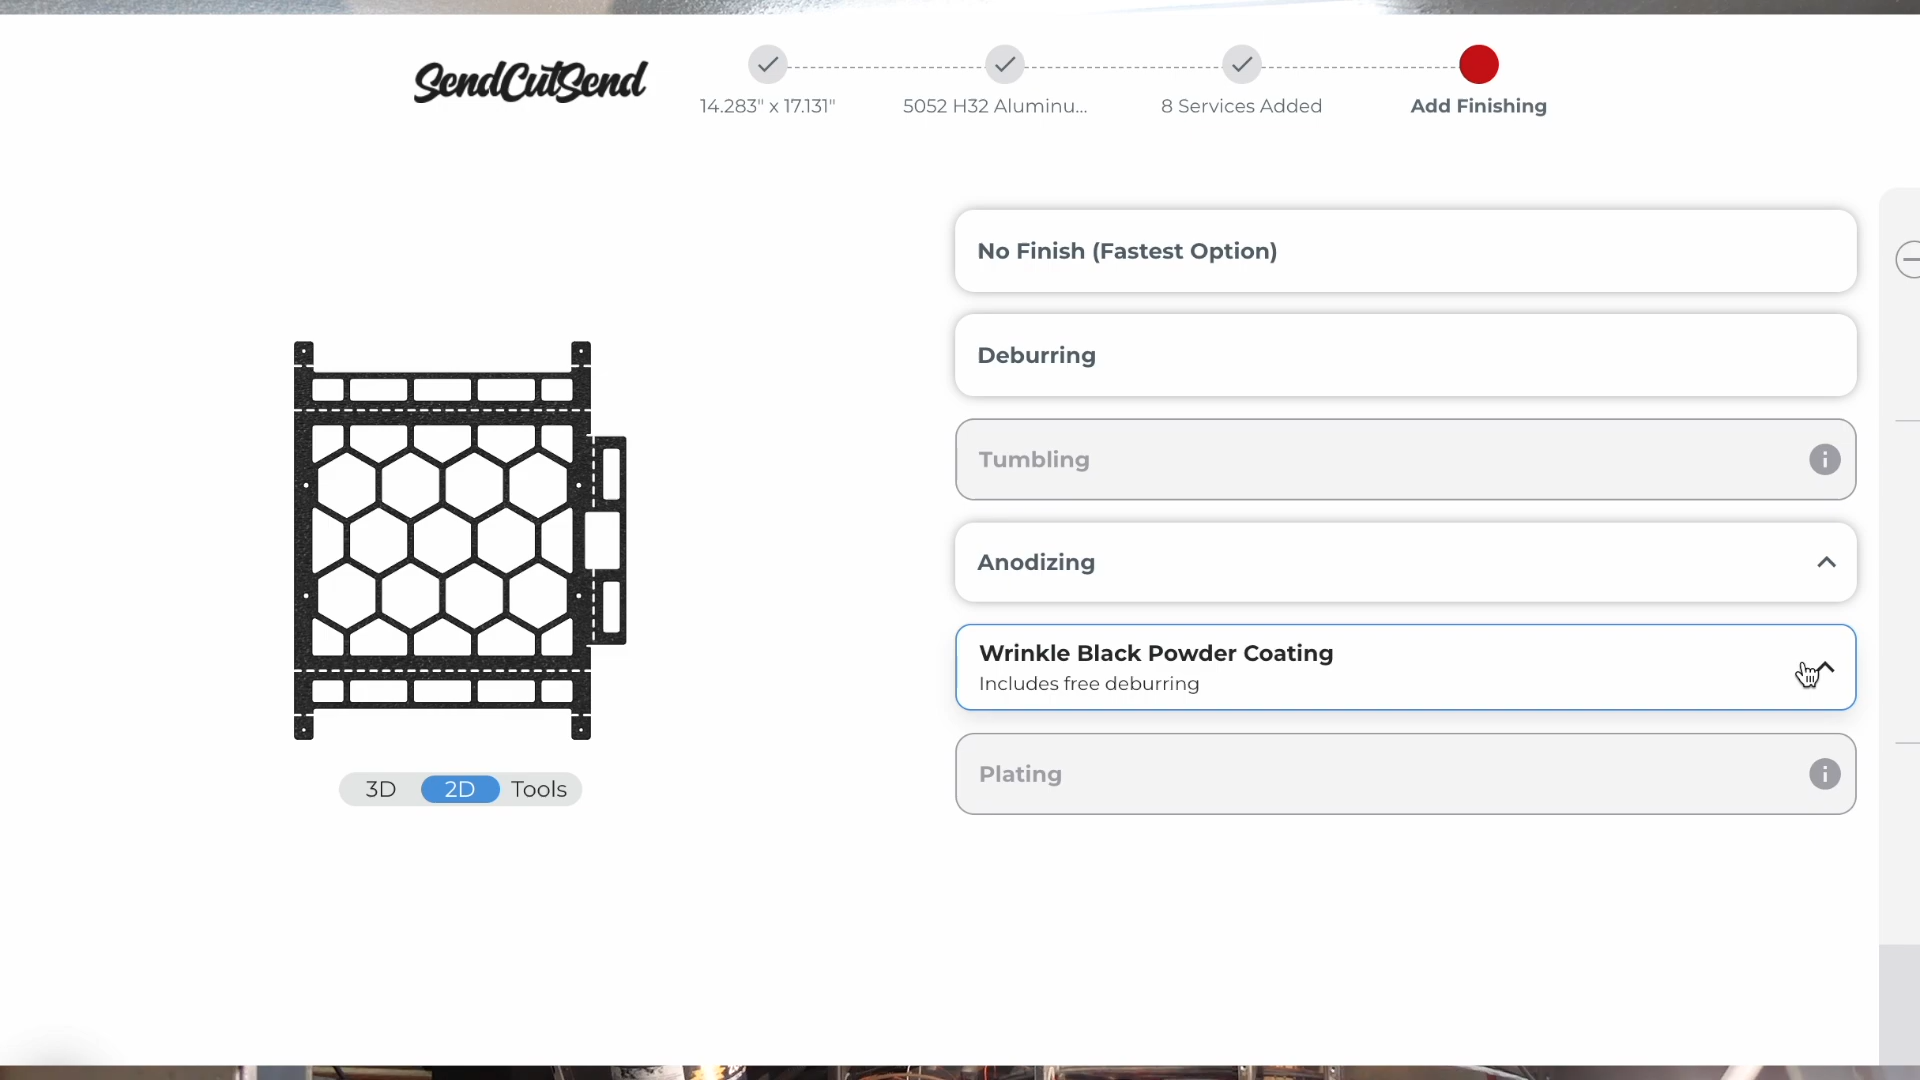 SendCutSend
14.283" x 17.131"
5052 H32 Aluminu...
8 Services Added
Add Finishing
No Finish (Fastest Option)
Deburring
Tumbling
Anodizing
Wrinkle Black Powder Coating
Includes free deburring
Plating
3D
2D
Tools